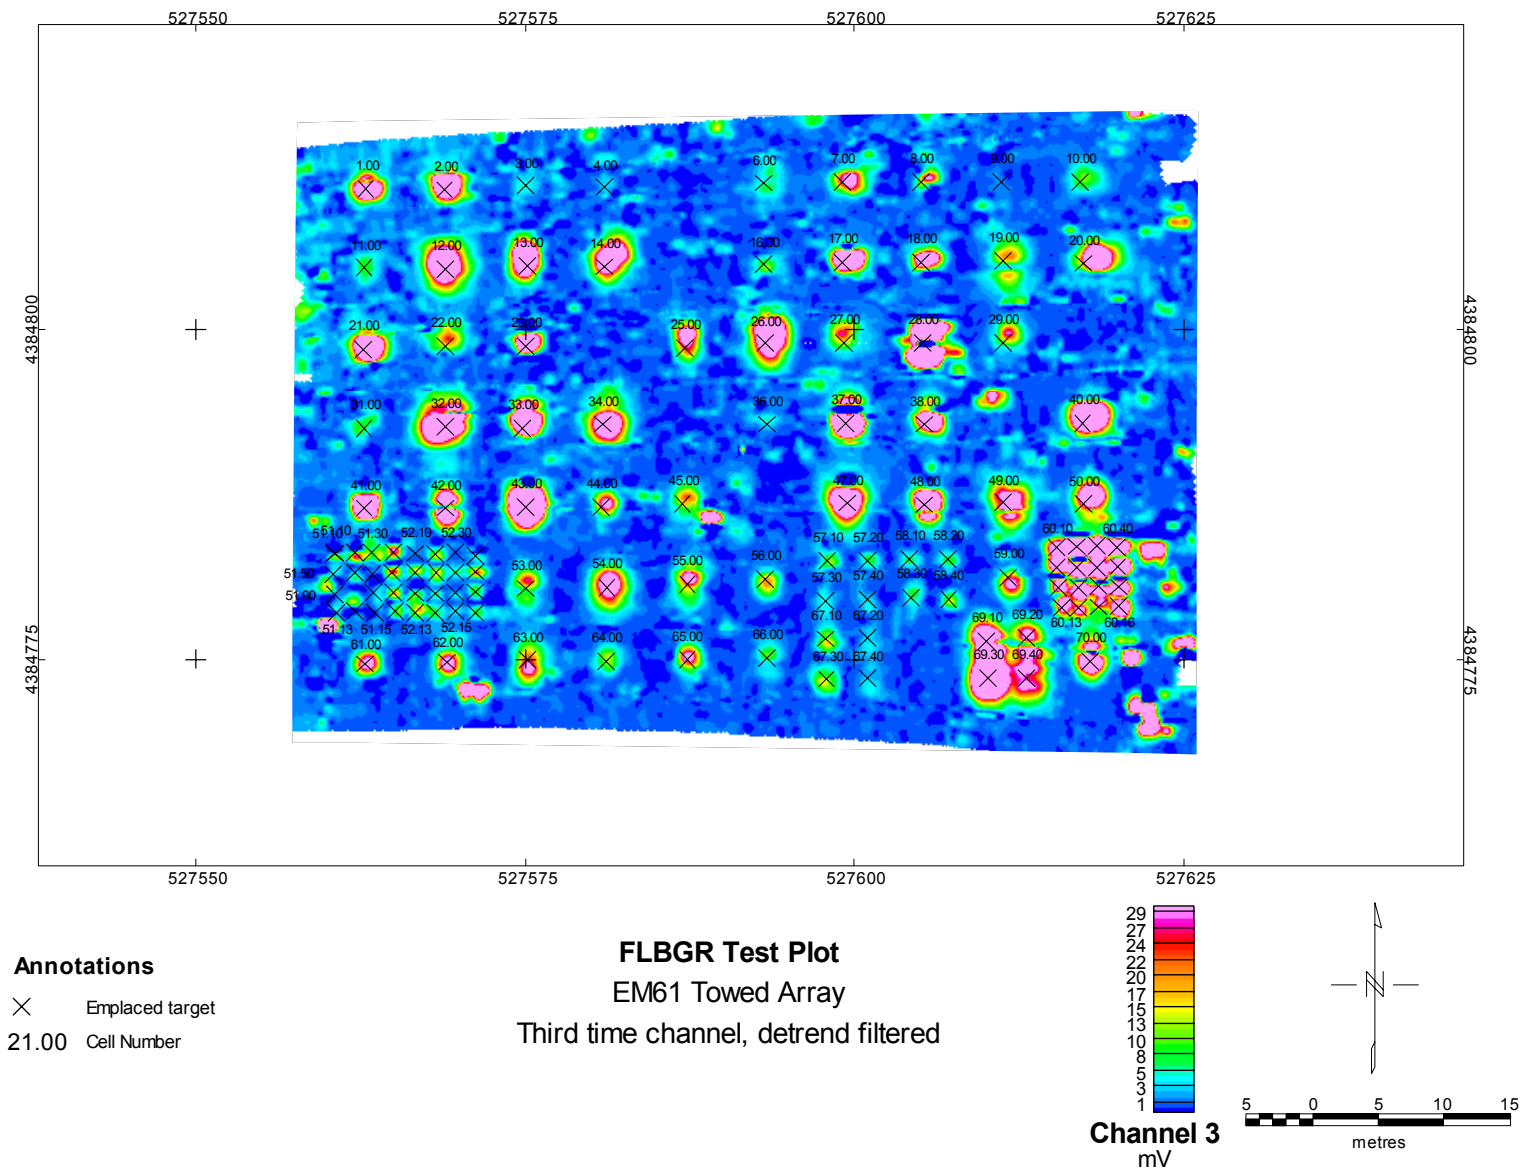 527550 527575 527600 527625
1.00 2.00 3.00 4.00 6.00 7.00 8.00 9.00 10.00
11.00 12.00 13.00 14.00 16.00 17.00 18.00 19.00 20.00
4384800 4384800
21.00 22.00 23.00 25.00 26.00 27.00 28.00 29.00
31.00 32.00 33.00 34.00 36.00 37.00 38.00 40.00
41.00 42.00 43.00 44.00 45.00 47.00 48.00 49.00 50.00
51.10 51.10 51.30 52.10 52.30 57.10 57.20 58.10 58.20 60.10 60.40
51.50 53.00 54.00 55.00 56.00 57.30 57.40 58.30 58.40 59.00
51.90 67.10 67.20 69.10 69.20 60.13 60.16
51.13 51.15 52.13 52.15
4384775 4384775
61.00 62.00 63.00 64.00 65.00 66.00 67.30 67.40 69.30 69.40 70.00
527550 527575 527600 527625
Annotations
Emplaced target
21.00 Cell Number
FLBGR Test Plot
EM61 Towed Array
Third time channel, detrend filtered
29
27
24
22
20
17
15
13
10
8
5
3
1
Channel 3
mV
N
5 0 5 10 15
metres